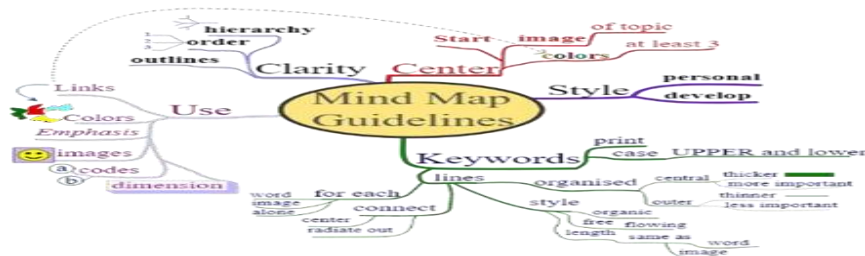 Mind Map
Guidelines
Center
Start
image
of topic
colors
at least 3
Style
personal
develop
Keywords
print
case
UPPER and lower
lines
organised
central
thicker
more important
outer
thinner
less important
style
organic
free
flowing
length
same as
word
image
for each
word
image
alone
connect
center
radiate out
Use
Links
Colors
Emphasis
images
codes
a
b
dimension
Clarity
hierarchy
order
1
2
3
outlines